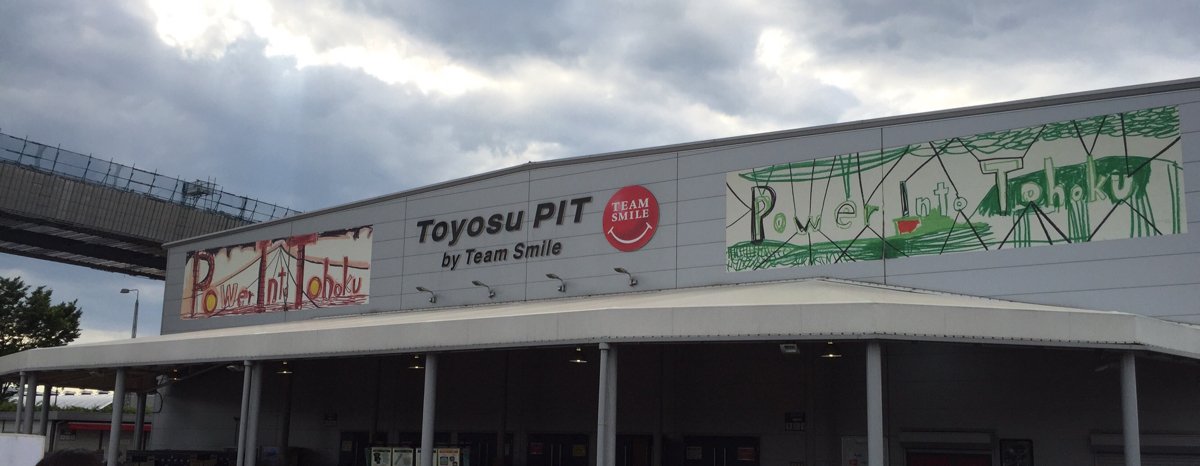 Power Into Tohoku
Toyosu PIT
by Team Smile
TEAM
SMILE
Power Into Tohoku